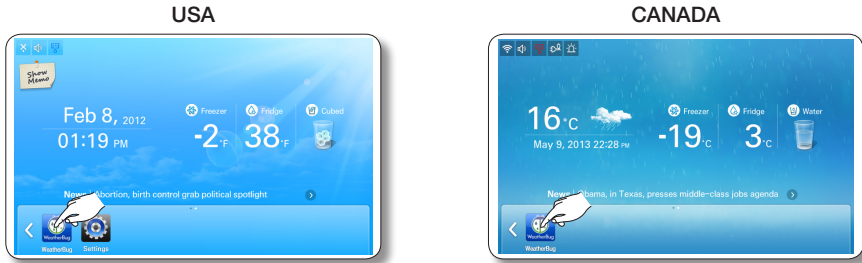 USA
CANADA
Show
Memo
Feb 8, 2012
01:19 PM
Freezer
-2°F
Fridge
38°F
Cubed
News | Abortion, birth control grab political spotlight
WeatherBug
WeatherBug
Settings
16°C
May 9, 2013 22:28 PM
Freezer
-19°C
Fridge
3°C
Water
News | Obama, in Texas, presses middle-class jobs agenda
WeatherBug
WeatherBug